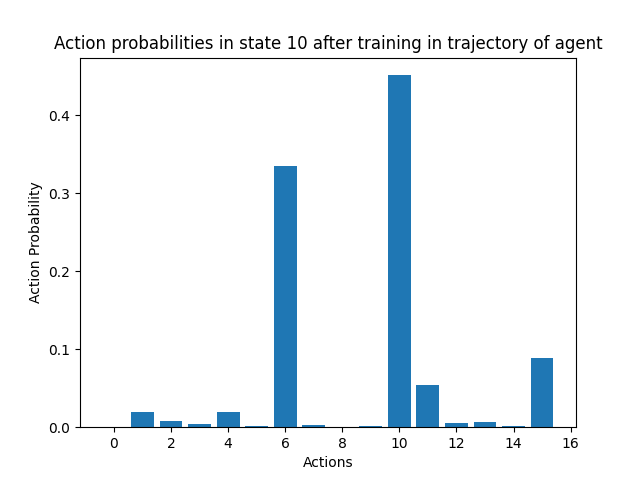 Action probabilities in state 10 after training in trajectory of agent
0.4
0.3
0.2
0.1
0.0
Action Probability
0 2 4 6 8 10 12 14 16
Actions